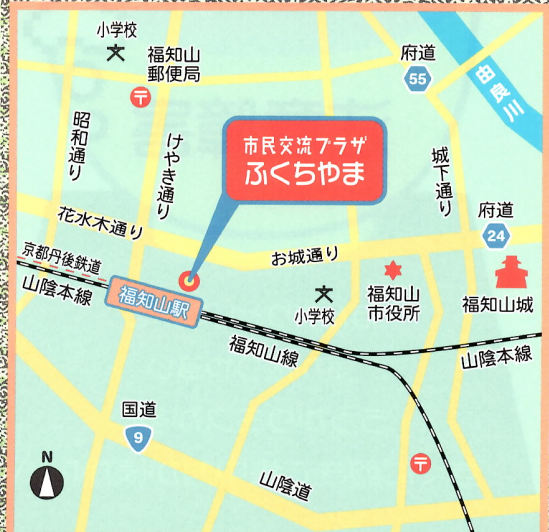 小学校
福知山
郵便局
府道
55
由良川
昭和通り
けやき通り
市民交流プラザ
ふくちやま
城下通り
花水木通り
お城通り
府道
24
京都丹後鉄道
山陰本線
福知山駅
小学校
福知山
市役所
福知山城
福知山線
山陰本線
国道
9
山陰道
N